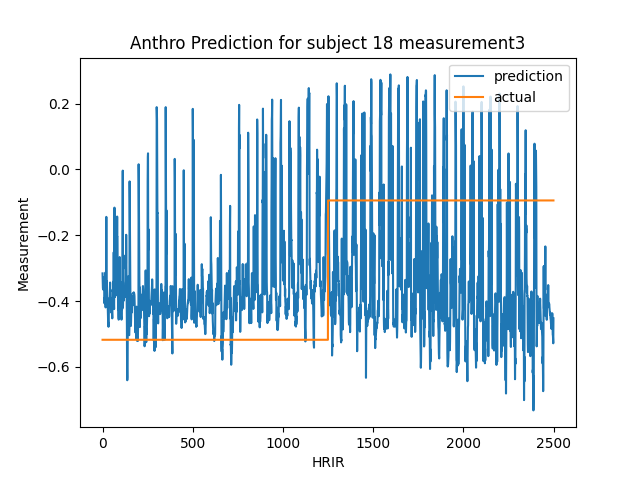 Anthro Prediction for subject 18 measurement3
prediction
actual
0.2
0.0
−0.2
−0.4
−0.6
Measurement
0 500 1000 1500 2000 2500
HRIR